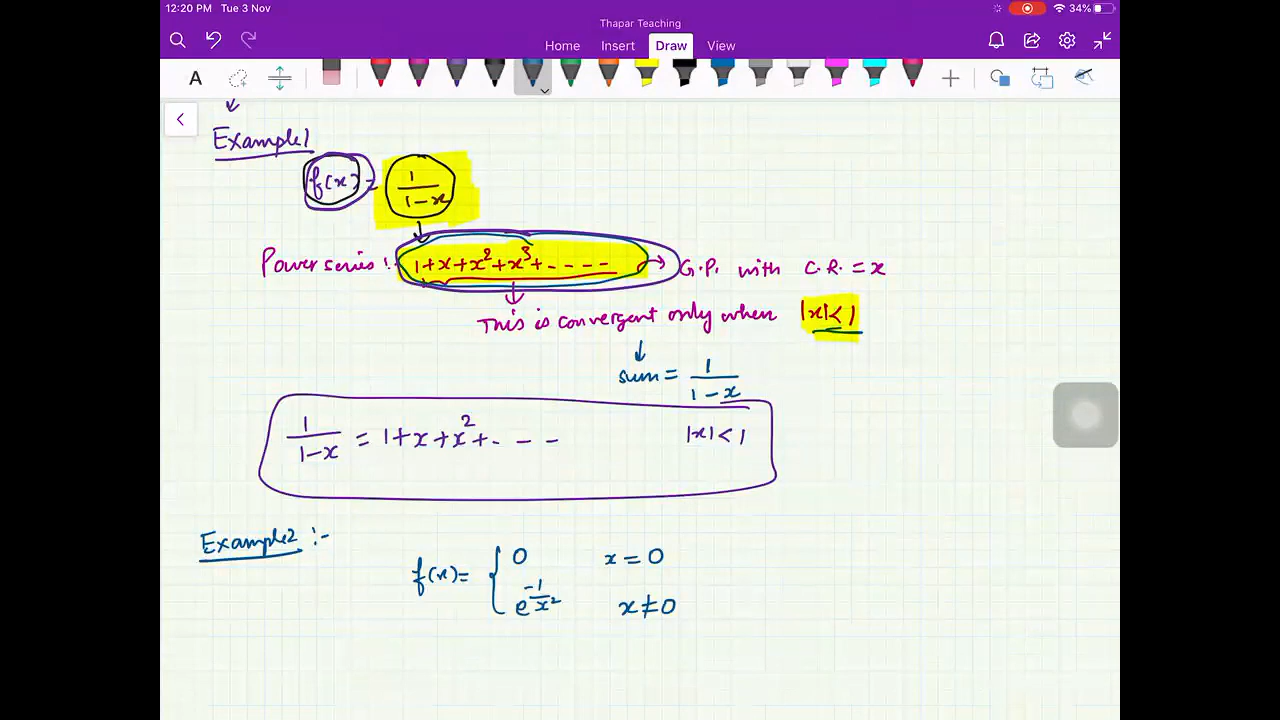 12:20 PM Tue 3 Nov
34%
Thapar Teaching
Home Insert Draw View
A
Example1
f(x) = 1/(1-x)
Power series :. 1+x+x²+x³+---- → G.P. with C.R. = x
This is convergent only when |x|<1
sum = 1/(1-x)
1/(1-x) = 1+x+x²+--- |x|<1
Example2 :-
f(x) = { 0 x = 0
e^(-1/x²) x≠0